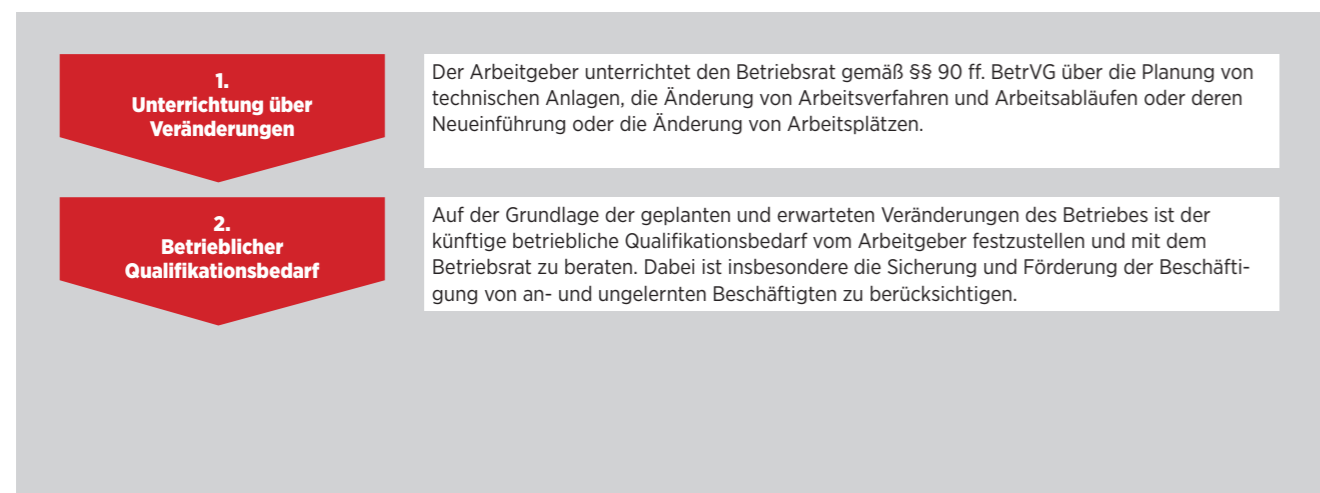 1.
Unterrichtung über
Veränderungen
Der Arbeitgeber unterrichtet den Betriebsrat gemäß §§ 90 ff. BetrVG über die Planung von
technischen Anlagen, die Änderung von Arbeitsverfahren und Arbeitsabläufen oder deren
Neueinführung oder die Änderung von Arbeitsplätzen.
2.
Betrieblicher
Qualifikationsbedarf
Auf der Grundlage der geplanten und erwarteten Veränderungen des Betriebes ist der
künftige betriebliche Qualifikationsbedarf vom Arbeitgeber festzustellen und mit dem
Betriebsrat zu beraten. Dabei ist insbesondere die Sicherung und Förderung der Beschäfti-
gung von an- und ungelernten Beschäftigten zu berücksichtigen.